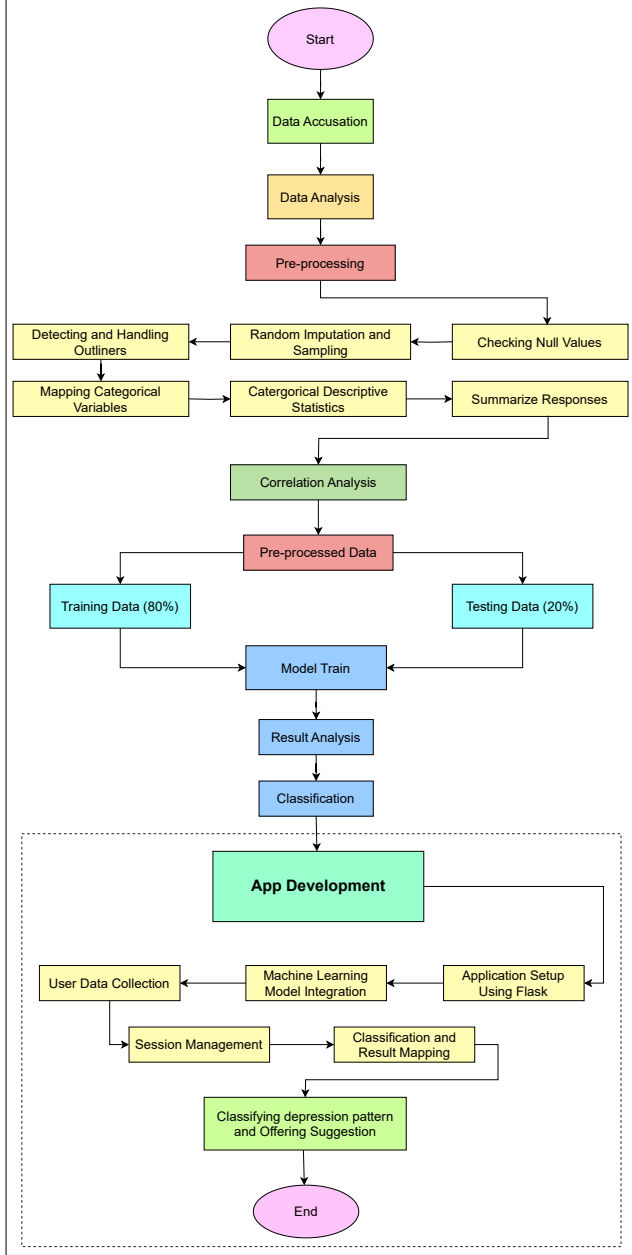 Start
Data Accusation
Data Analysis
Pre-processing
Detecting and Handling
Outliners
Random Imputation and
Sampling
Checking Null Values
Mapping Categorical
Variables
Catergorical Descriptive
Statistics
Summarize Responses
Correlation Analysis
Pre-processed Data
Training Data (80%)
Testing Data (20%)
Model Train
Result Analysis
Classification
App Development
User Data Collection
Machine Learning
Model Integration
Application Setup
Using Flask
Session Management
Classification and
Result Mapping
Classifying depression pattern
and Offering Suggestion
End